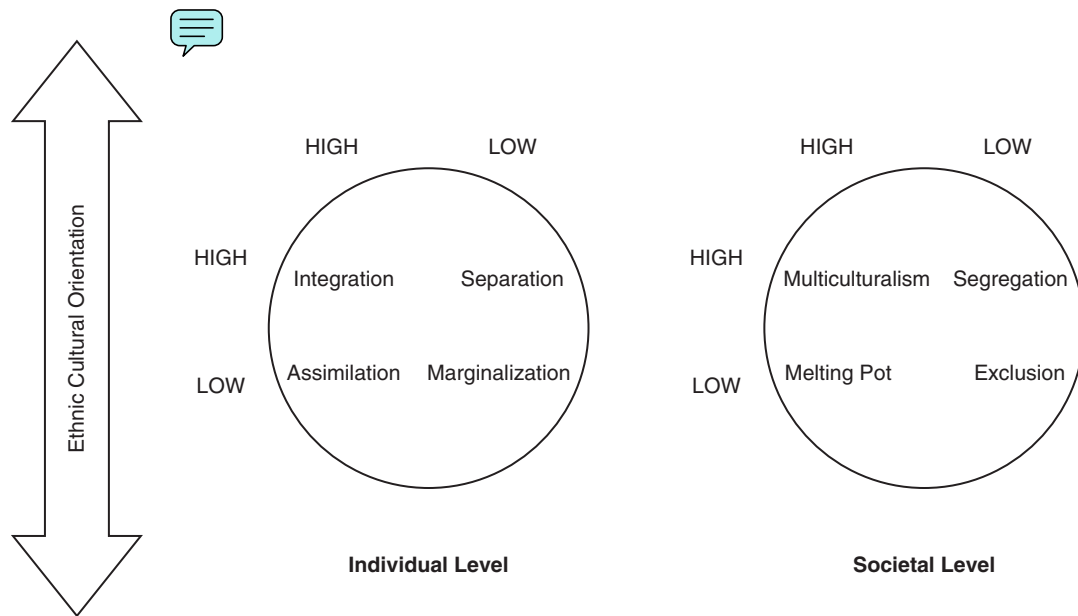 HIGH LOW HIGH LOW
Ethnic Cultural Orientation
HIGH HIGH
Integration Separation Multiculturalism Segregation
LOW LOW
Assimilation Marginalization Melting Pot Exclusion
Individual Level Societal Level